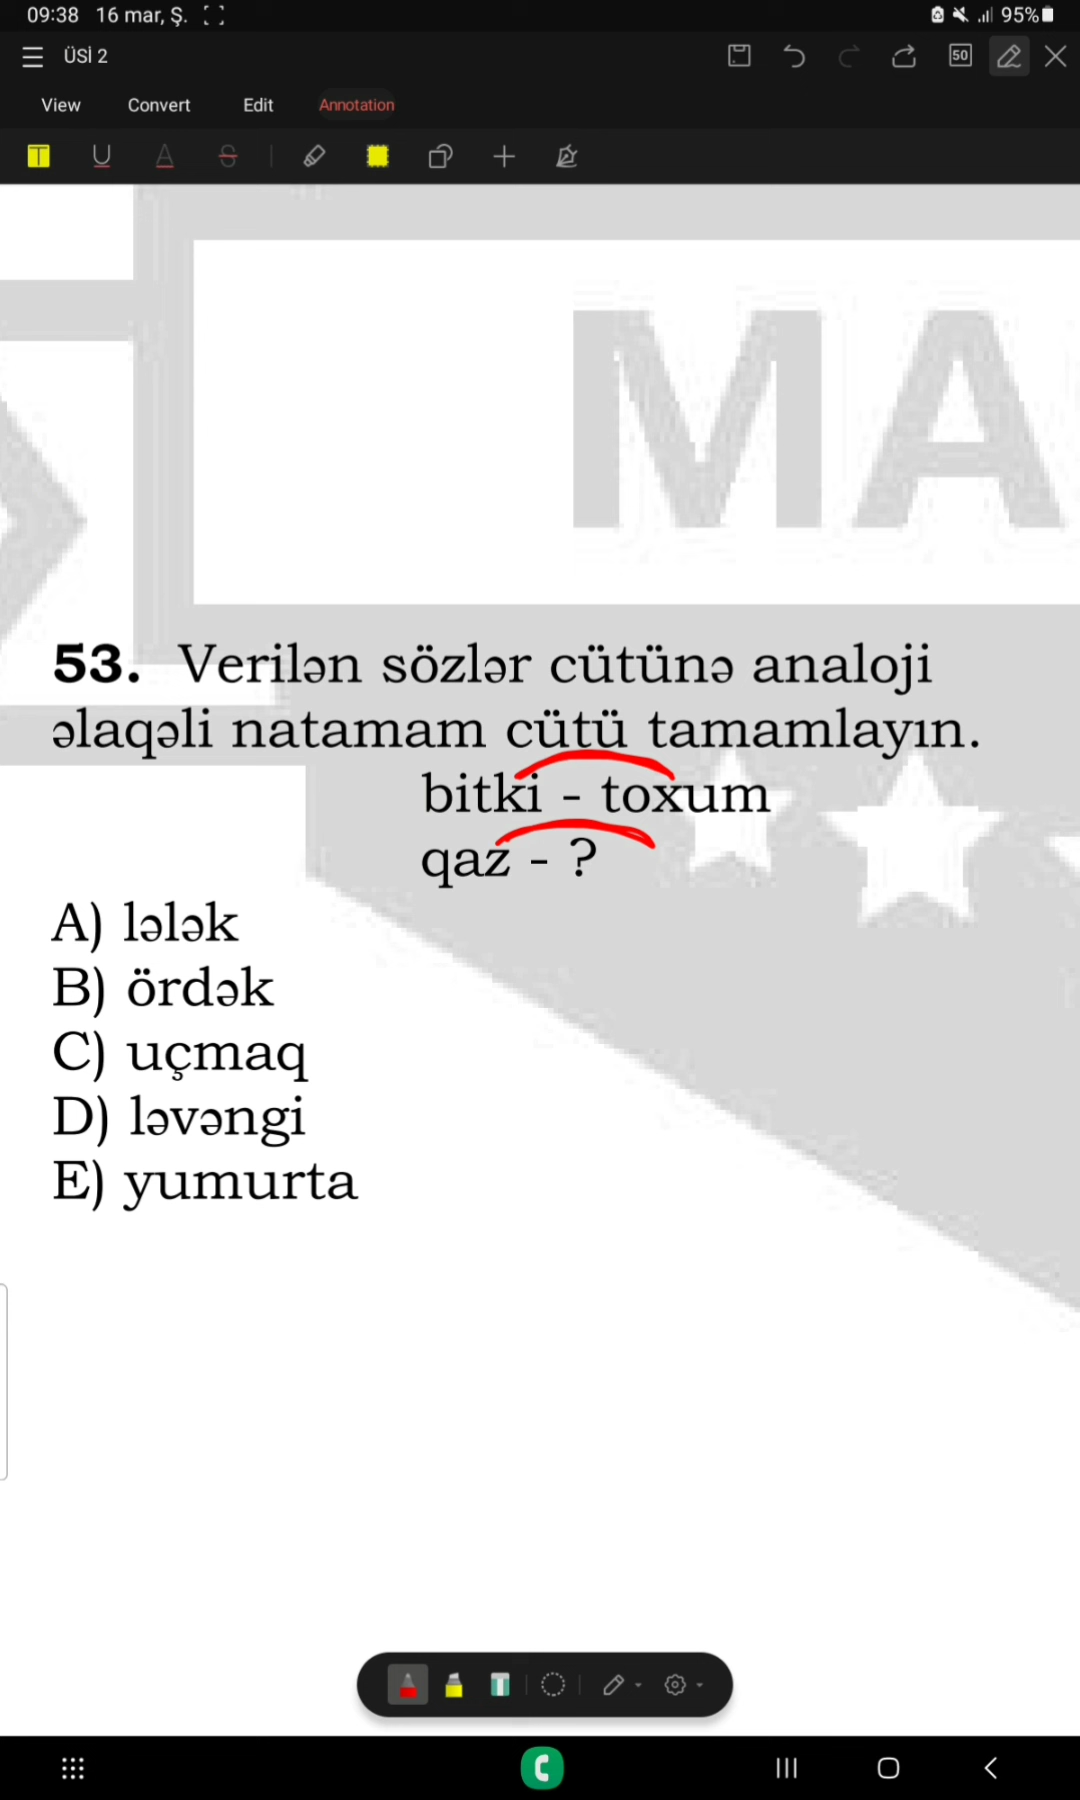 09:38 16 mar, Ş. 95%
ÜSİ 2
50
View Convert Edit Annotation
T U A S
MA
53. Verilən sözlər cütünə analoji
əlaqəli natamam cütü tamamlayın.
bitki - toxum
qaz - ?
A) lələk
B) ördək
C) uçmaq
D) ləvəngi
E) yumurta